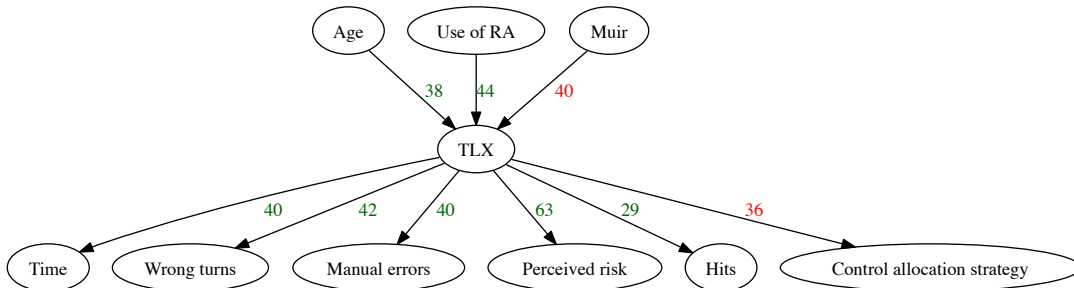 Age Use of RA Muir
38 44 40
TLX
40 42 40 63 29 36
Time Wrong turns Manual errors Perceived risk Hits Control allocation strategy